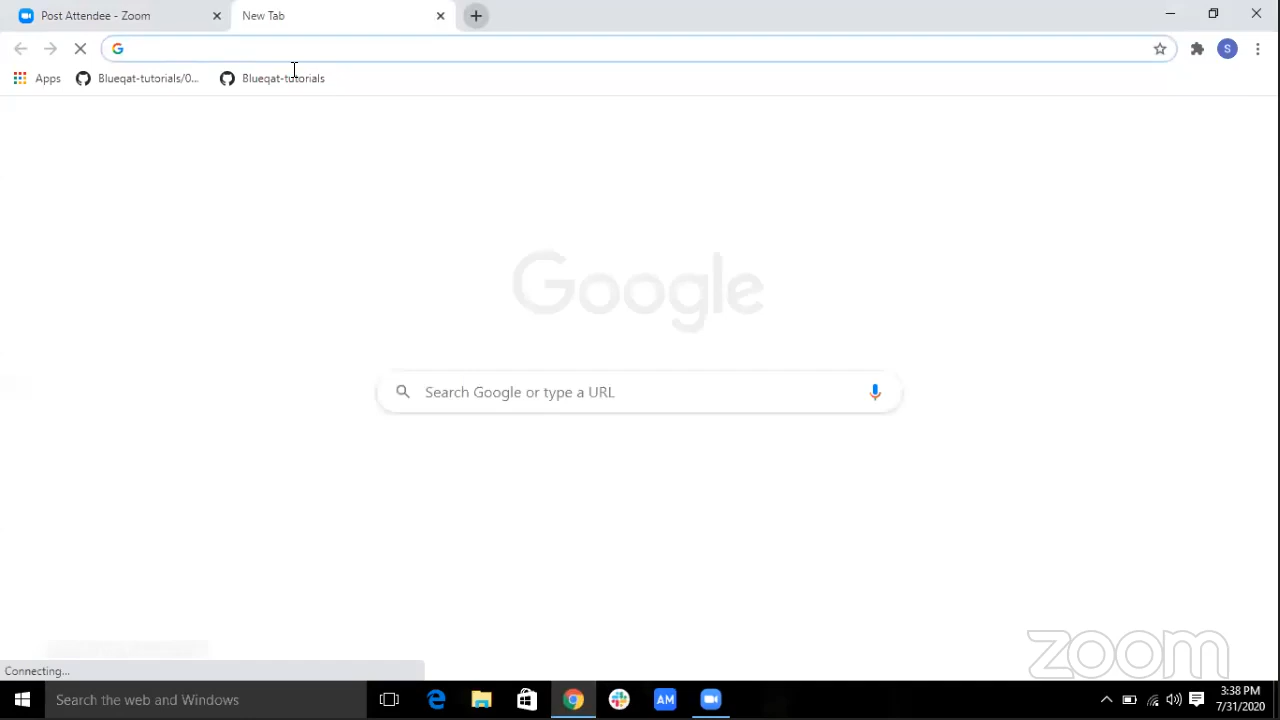 Post Attendee - Zoom
New Tab
Apps
Blueqat-tutorials/0...
Blueqat-tutorials
S
Google
Search Google or type a URL
Connecting...
zoom
Search the web and Windows
AM
3:38 PM
7/31/2020